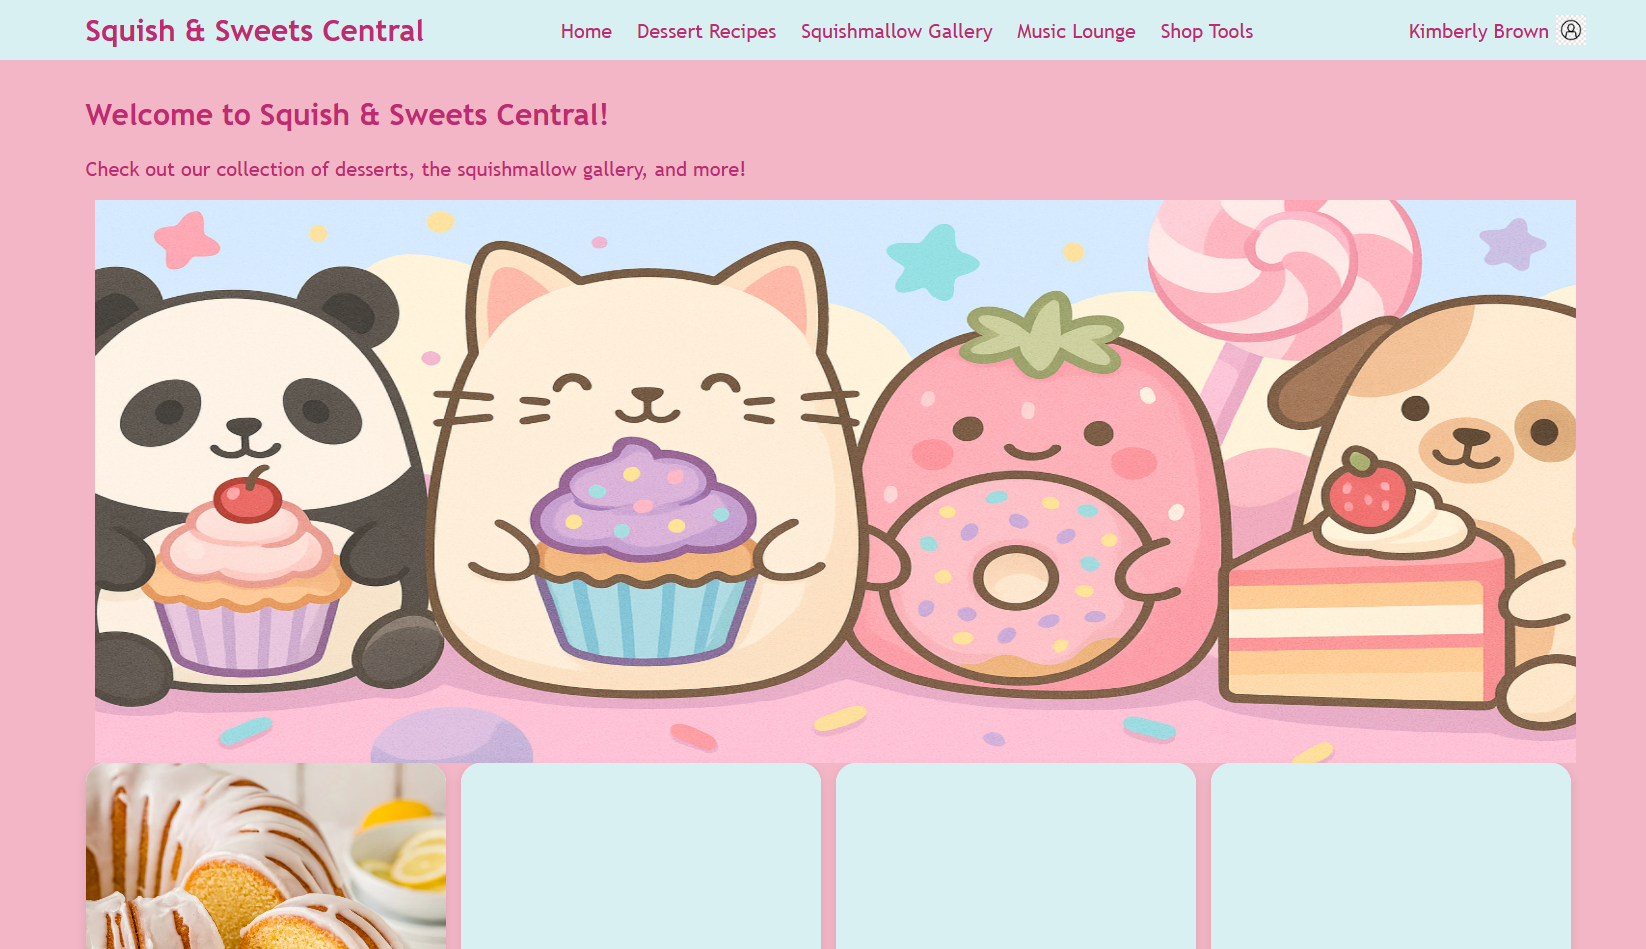 Squish & Sweets Central
Home Dessert Recipes Squishmallow Gallery Music Lounge Shop Tools
Kimberly Brown
Welcome to Squish & Sweets Central!
Check out our collection of desserts, the squishmallow gallery, and more!